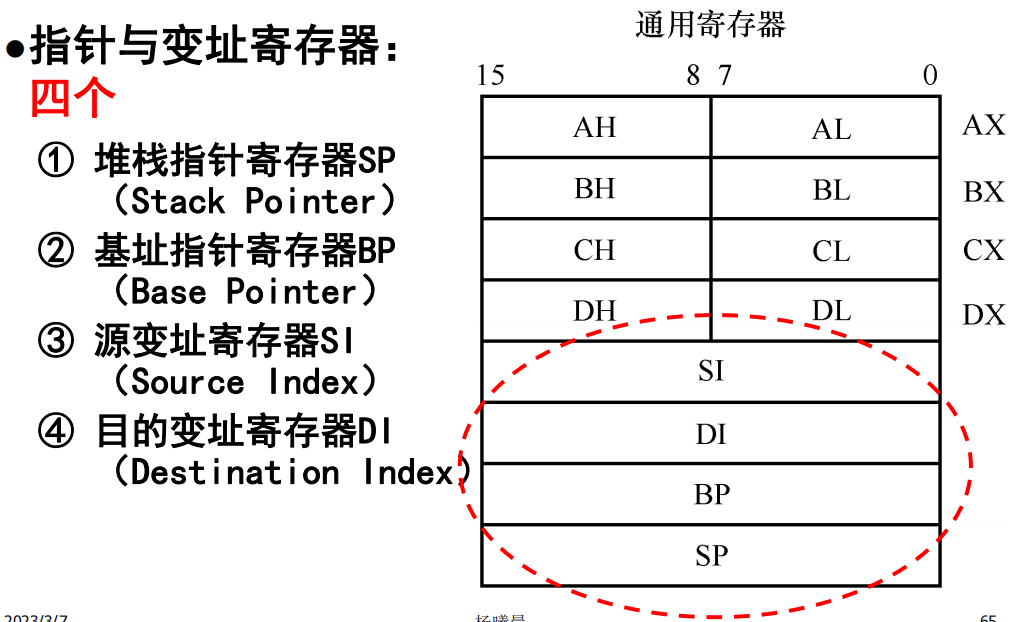 ●指针与变址寄存器：
四个
① 堆栈指针寄存器SP
（Stack Pointer）
② 基址指针寄存器BP
（Base Pointer）
③ 源变址寄存器SI
（Source Index）
④ 目的变址寄存器DI
（Destination Index）
通用寄存器
15 8 7 0
AH AL AX
BH BL BX
CH CL CX
DH DL DX
SI
DI
BP
SP
2023/3/7
65